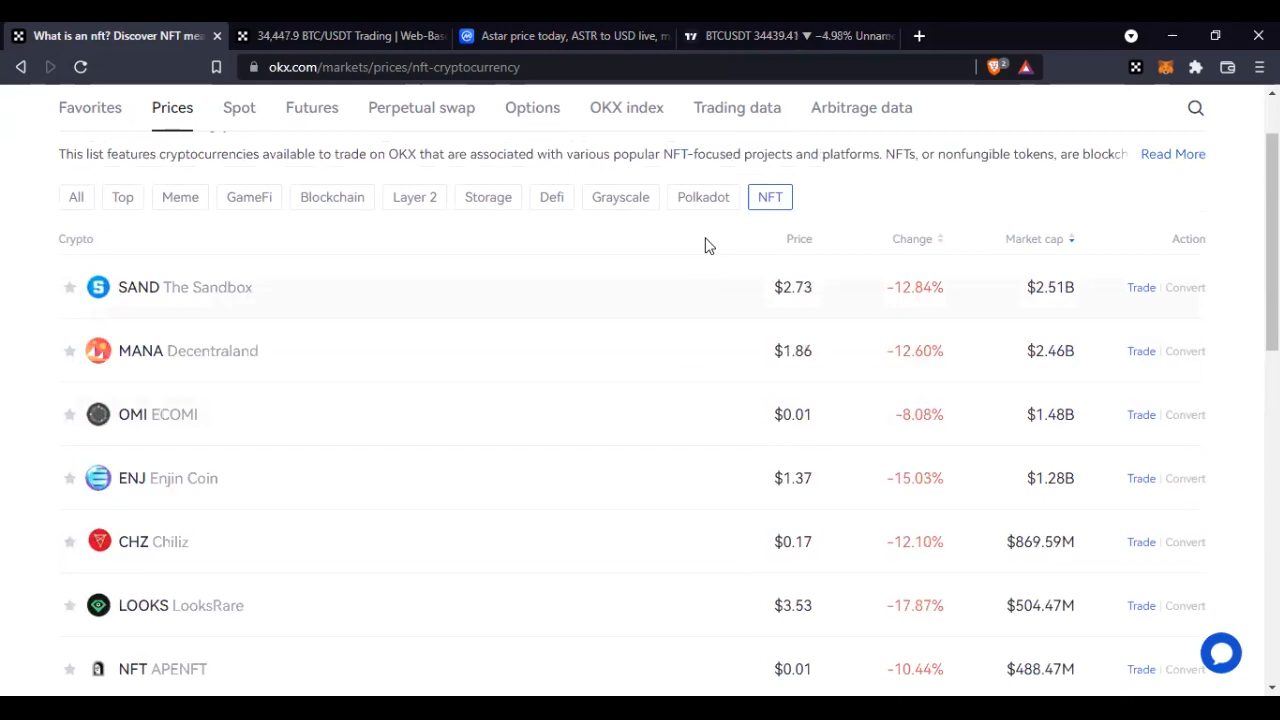 What is an nft? Discover NFT mea
34,447.9 BTC/USDT Trading | Web-Bas
Astar price today, ASTR to USD live, m
BTCUSDT 34439.41 ▼ −4.98% Unnam
okx.com/markets/prices/nft-cryptocurrency
2
Favorites Prices Spot Futures Perpetual swap Options OKX index Trading data Arbitrage data
This list features cryptocurrencies available to trade on OKX that are associated with various popular NFT-focused projects and platforms. NFTs, or nonfungible tokens, are blockch Read More
All Top Meme GameFi Blockchain Layer 2 Storage Defi Grayscale Polkadot NFT
Crypto Price Change Market cap Action
SAND The Sandbox $2.73 -12.84% $2.51B Trade | Convert
MANA Decentraland $1.86 -12.60% $2.46B Trade | Convert
OMI ECOMI $0.01 -8.08% $1.48B Trade | Convert
ENJ Enjin Coin $1.37 -15.03% $1.28B Trade | Convert
CHZ Chiliz $0.17 -12.10% $869.59M Trade | Convert
LOOKS LooksRare $3.53 -17.87% $504.47M Trade | Convert
NFT APENFT $0.01 -10.44% $488.47M Trade | Convert